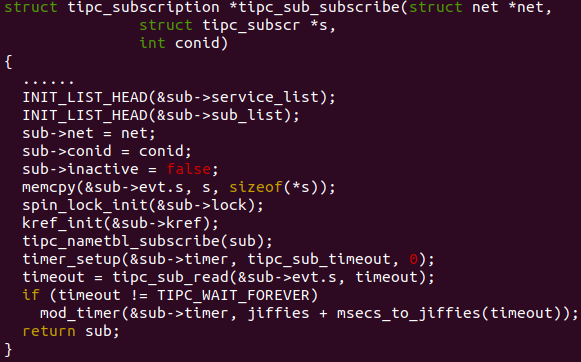 struct tipc_subscription *tipc_sub_subscribe(struct net *net,
struct tipc_subscr *s,
int conid)
{
......
INIT_LIST_HEAD(&sub->service_list);
INIT_LIST_HEAD(&sub->sub_list);
sub->net = net;
sub->conid = conid;
sub->inactive = false;
memcpy(&sub->evt.s, s, sizeof(*s));
spin_lock_init(&sub->lock);
kref_init(&sub->kref);
tipc_nametbl_subscribe(sub);
timer_setup(&sub->timer, tipc_sub_timeout, 0);
timeout = tipc_sub_read(&sub->evt.s, timeout);
if (timeout != TIPC_WAIT_FOREVER)
mod_timer(&sub->timer, jiffies + msecs_to_jiffies(timeout));
return sub;
}